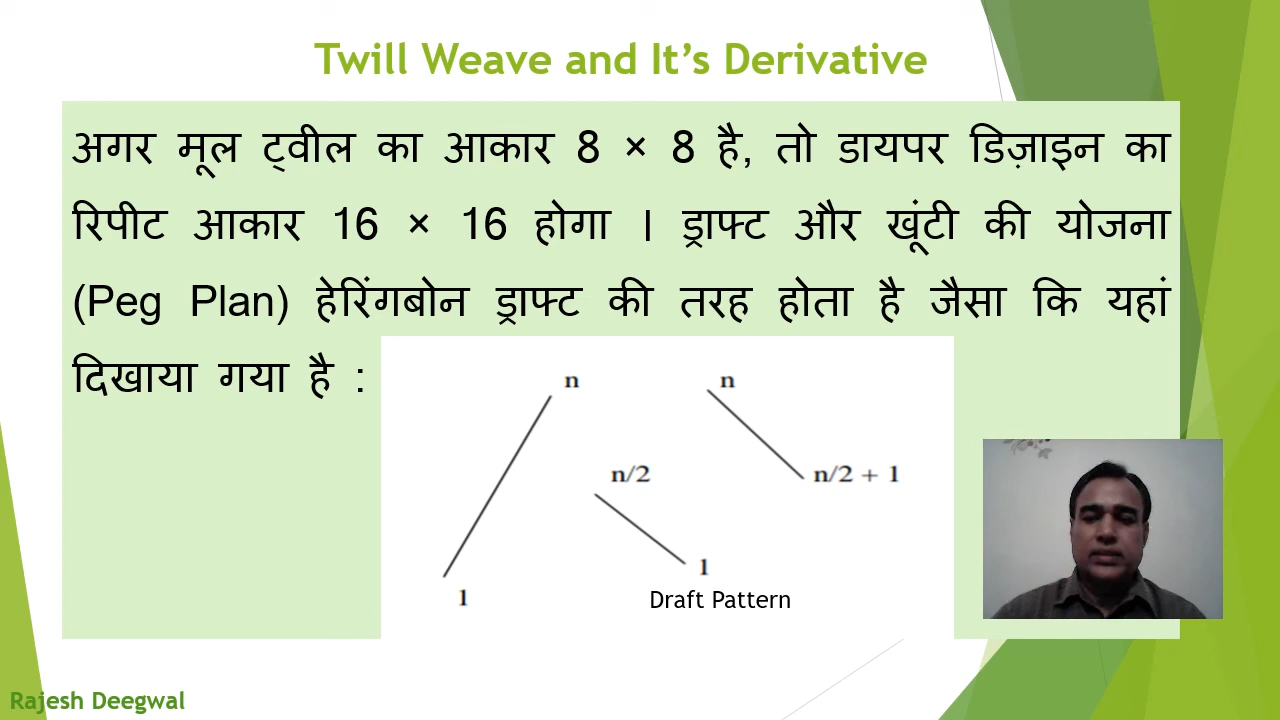 Twill Weave and It’s Derivative
अगर मूल ट्वील का आकार 8 × 8 है, तो डायपर डिज़ाइन का
रिपीट आकार 16 × 16 होगा । ड्राफ्ट और खूंटी की योजना
(Peg Plan) हेरिंगबोन ड्राफ्ट की तरह होता है जैसा कि यहां
दिखाया गया है :
n
n
n/2
n/2 + 1
1
1
Draft Pattern
Rajesh Deegwal